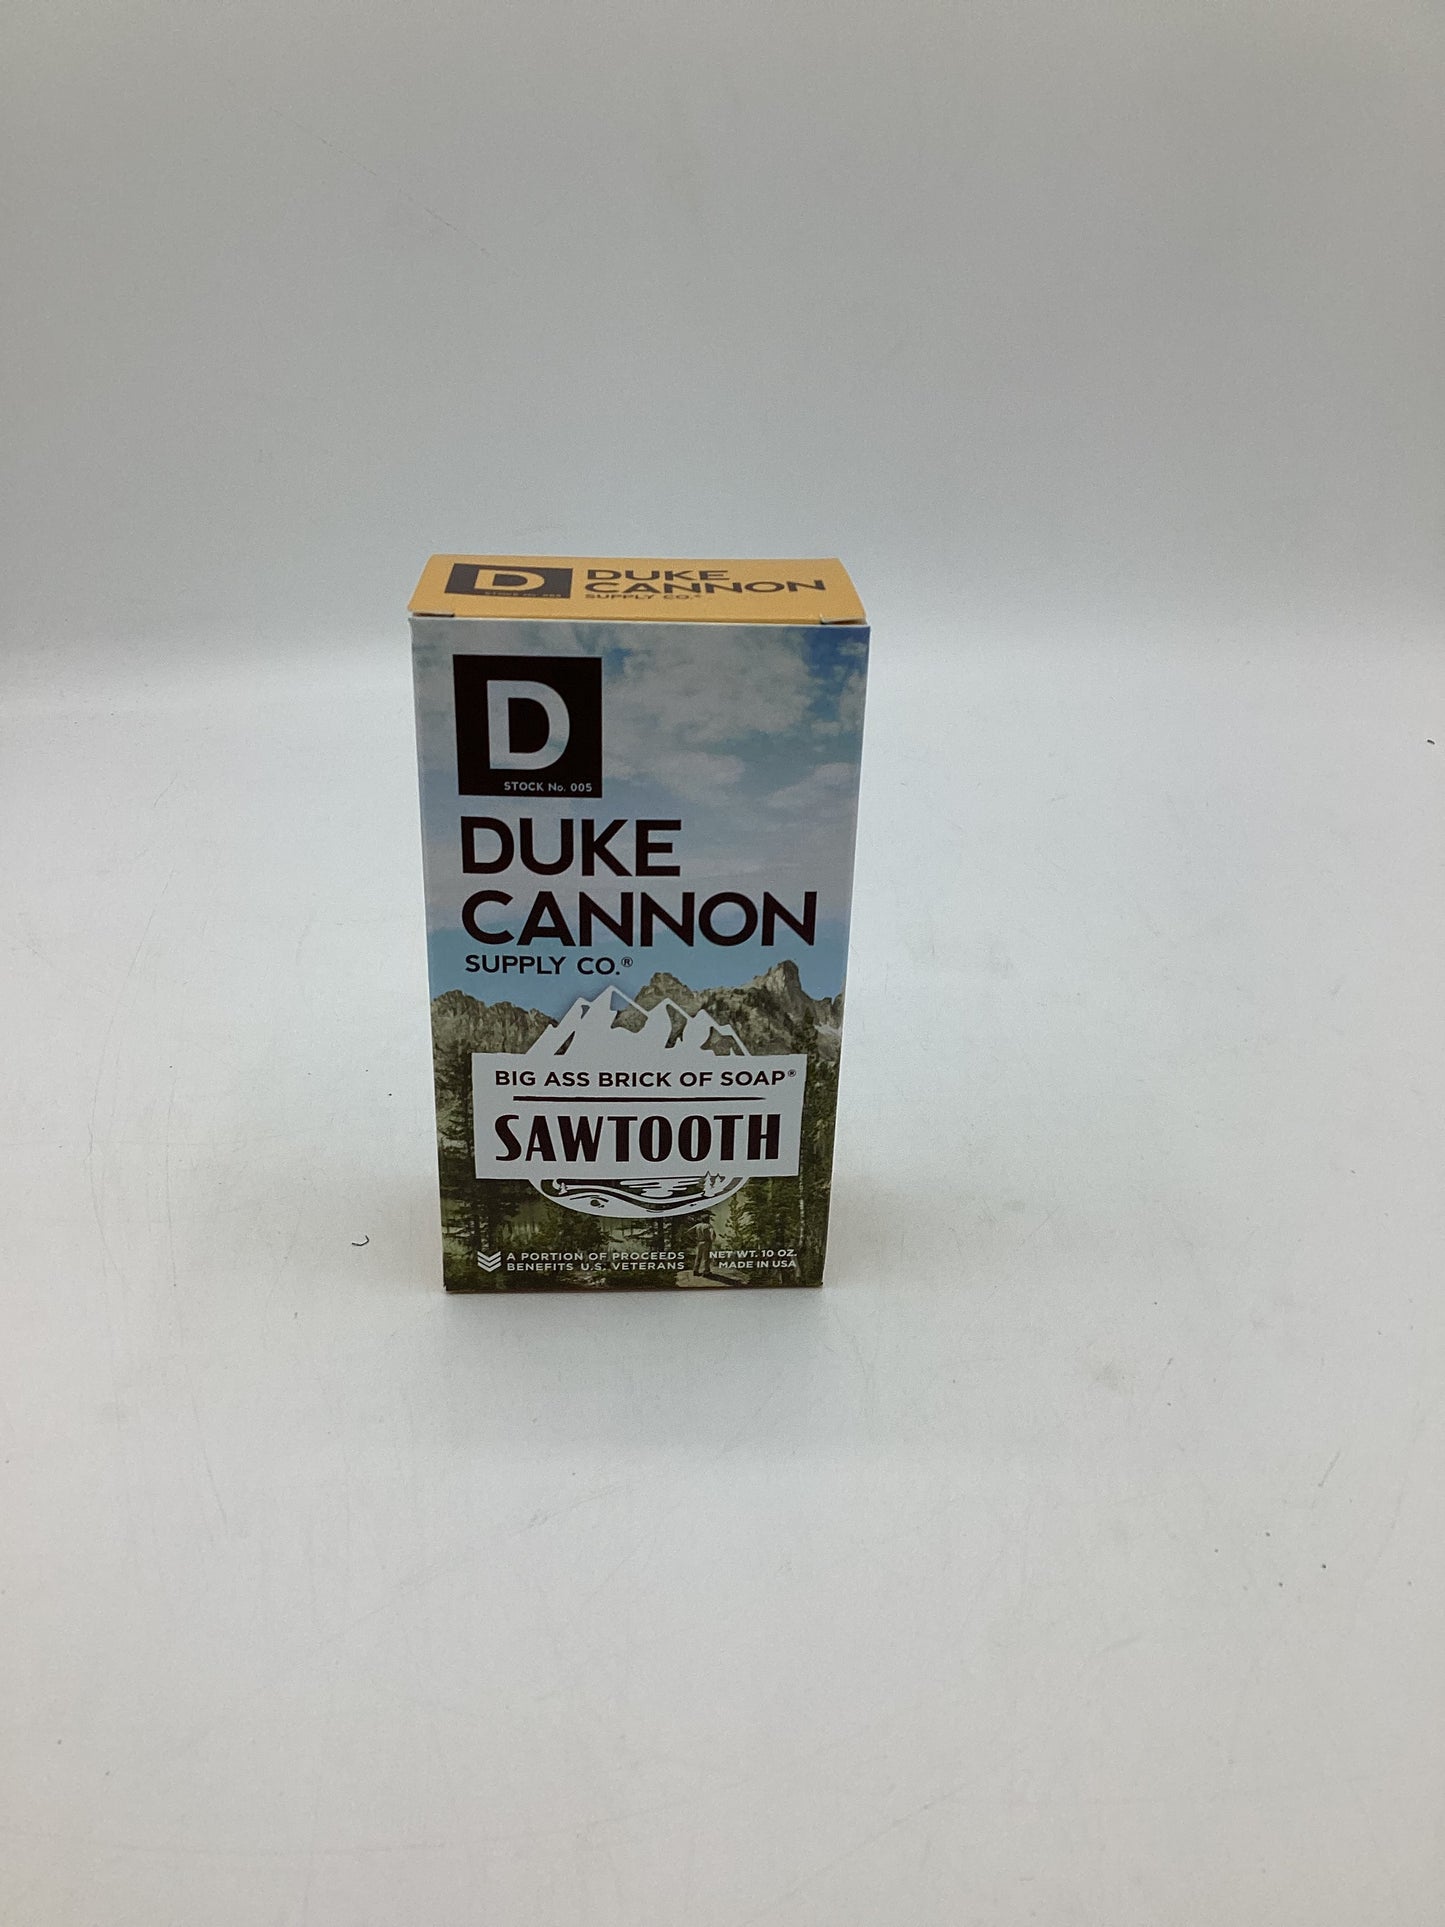 D
DUKE
CANNON
SUPPLY CO.®
D
STOCK No. 005
DUKE
CANNON
SUPPLY CO.®
BIG ASS BRICK OF SOAP®
SAWTOOTH
A PORTION OF PROCEEDS
BENEFITS U.S. VETERANS
NET WT. 10 OZ.
MADE IN USA